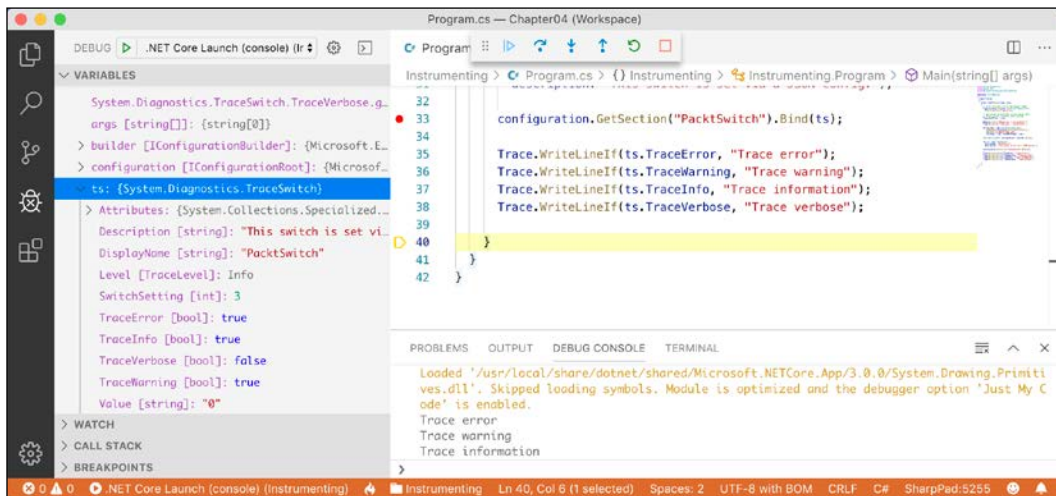 Program.cs — Chapter04 (Workspace)
DEBUG .NET Core Launch (console) (Ir
VARIABLES
System.Diagnostics.TraceSwitch.TraceVerbose.g…
args [string[]]: {string[0]}
builder [IConfigurationBuilder]: {Microsoft.E…
configuration [IConfigurationRoot]: {Microsof…
ts: {System.Diagnostics.TraceSwitch}
Attributes: {System.Collections.Specialized.…
Description [string]: "This switch is set vi…
DisplayName [string]: "PacktSwitch"
Level [TraceLevel]: Info
SwitchSetting [int]: 3
TraceError [bool]: true
TraceInfo [bool]: true
TraceVerbose [bool]: false
TraceWarning [bool]: true
Value [string]: "0"
WATCH
CALL STACK
BREAKPOINTS
C# Program
Instrumenting > C# Program.cs > {} Instrumenting > Instrumenting.Program > Main(string[] args)
32
33 configuration.GetSection("PacktSwitch").Bind(ts);
34
35 Trace.WriteLineIf(ts.TraceError, "Trace error");
36 Trace.WriteLineIf(ts.TraceWarning, "Trace warning");
37 Trace.WriteLineIf(ts.TraceInfo, "Trace information");
38 Trace.WriteLineIf(ts.TraceVerbose, "Trace verbose");
39
40 }
41 }
42 }
PROBLEMS OUTPUT DEBUG CONSOLE TERMINAL
Loaded '/usr/local/share/dotnet/shared/Microsoft.NETCore.App/3.0.0/System.Drawing.Primiti
ves.dll'. Skipped loading symbols. Module is optimized and the debugger option 'Just My C
ode' is enabled.
Trace error
Trace warning
Trace information
>
0 0 .NET Core Launch (console) (Instrumenting) Instrumenting Ln 40, Col 6 (1 selected) Spaces: 2 UTF-8 with BOM CRLF C# SharpPad:5255